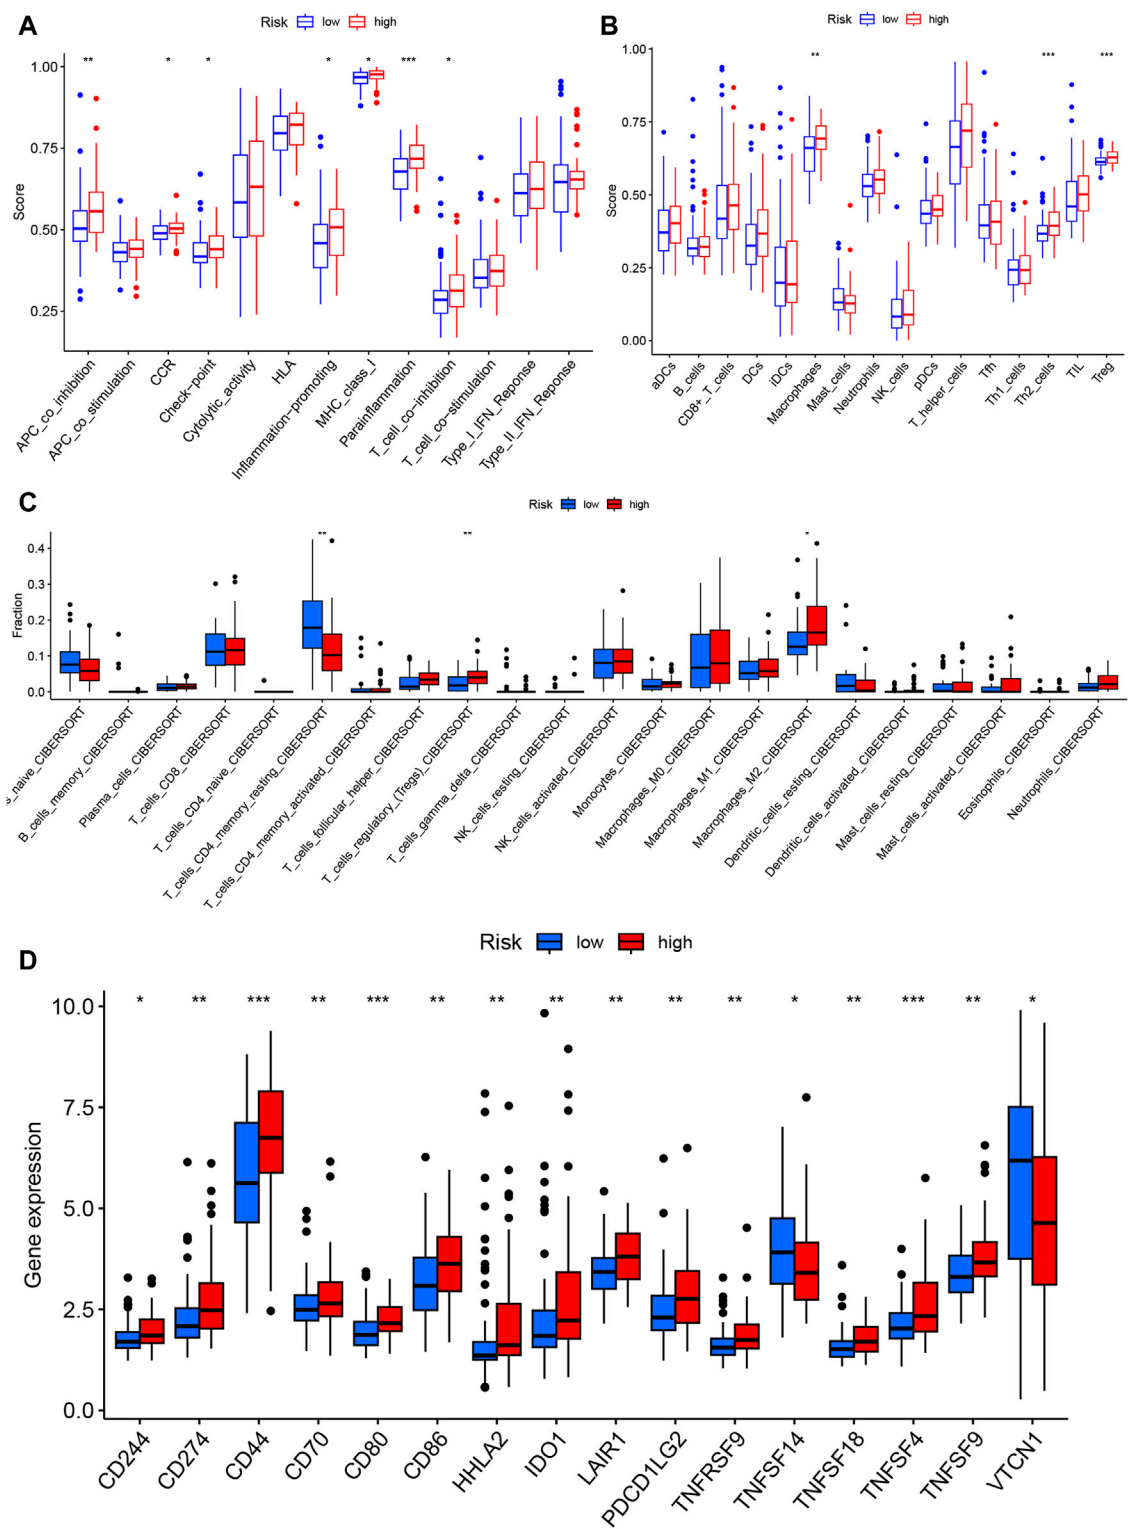 A
Risk low high
** * * * * *** *
Score
1.00
0.75
0.50
0.25
APC_co_inhibition
APC_co_stimulation
CCR
Check-point
Cytolytic_activity
HLA
Inflammation-promoting
MHC_class_I
Parainflammation
T_cell_co-inhibition
T_cell_co-stimulation
Type_I_IFN_Reponse
Type_II_IFN_Reponse
B
Risk low high
** *** ***
Score
1.00
0.75
0.50
0.25
0.00
aDCs
B_cells
CD8+_T_cells
DCs
iDCs
Macrophages
Mast_cells
Neutrophils
NK_cells
pDCs
T_helper_cells
Tfh
Th1_cells
Th2_cells
TIL
Treg
C
Risk low high
** ** *
Fraction
0.4
0.3
0.2
0.1
0.0
s_naive_CIBERSORT
B_cells_memory_CIBERSORT
Plasma_cells_CIBERSORT
T_cells_CD8_CIBERSORT
T_cells_CD4_naive_CIBERSORT
T_cells_CD4_memory_resting_CIBERSORT
T_cells_CD4_memory_activated_CIBERSORT
T_cells_follicular_helper_CIBERSORT
T_cells_regulatory_(Tregs)_CIBERSORT
T_cells_gamma_delta_CIBERSORT
NK_cells_resting_CIBERSORT
NK_cells_activated_CIBERSORT
Monocytes_CIBERSORT
Macrophages_M0_CIBERSORT
Macrophages_M1_CIBERSORT
Macrophages_M2_CIBERSORT
Dendritic_cells_resting_CIBERSORT
Dendritic_cells_activated_CIBERSORT
Mast_cells_resting_CIBERSORT
Mast_cells_activated_CIBERSORT
Eosinophils_CIBERSORT
Neutrophils_CIBERSORT
D
Risk low high
* ** *** ** *** ** ** ** ** ** ** * ** *** ** *
Gene expression
10.0
7.5
5.0
2.5
0.0
CD244
CD274
CD44
CD70
CD80
CD86
HHLA2
IDO1
LAIR1
PDCD1LG2
TNFRSF9
TNFSF14
TNFSF18
TNFSF4
TNFSF9
VTCN1